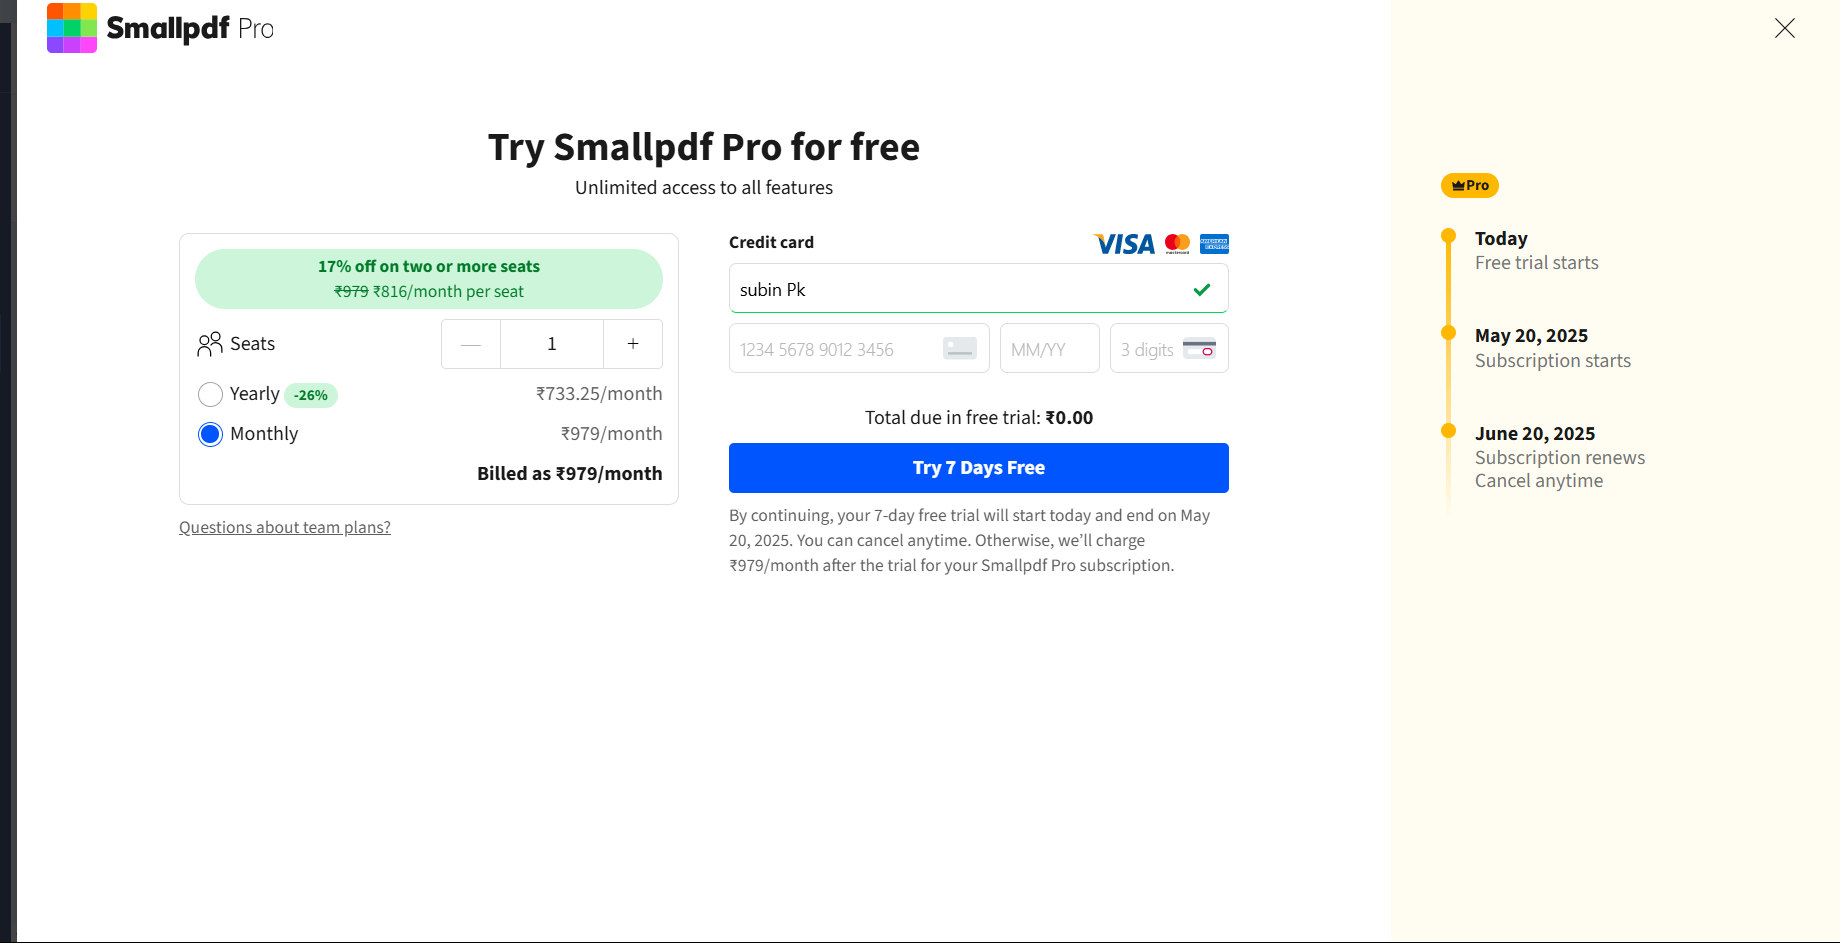 Smallpdf Pro
Try Smallpdf Pro for free
Unlimited access to all features
17% off on two or more seats
₹979 ₹816/month per seat
Seats
— 1 +
Yearly -26% ₹733.25/month
Monthly ₹979/month
Billed as ₹979/month
Questions about team plans?
Credit card VISA mastercard AMERICAN EXPRESS
subin Pk
1234 5678 9012 3456 MM/YY 3 digits
Total due in free trial: ₹0.00
Try 7 Days Free
By continuing, your 7-day free trial will start today and end on May
20, 2025. You can cancel anytime. Otherwise, we’ll charge
₹979/month after the trial for your Smallpdf Pro subscription.
Pro
Today
Free trial starts
May 20, 2025
Subscription starts
June 20, 2025
Subscription renews
Cancel anytime